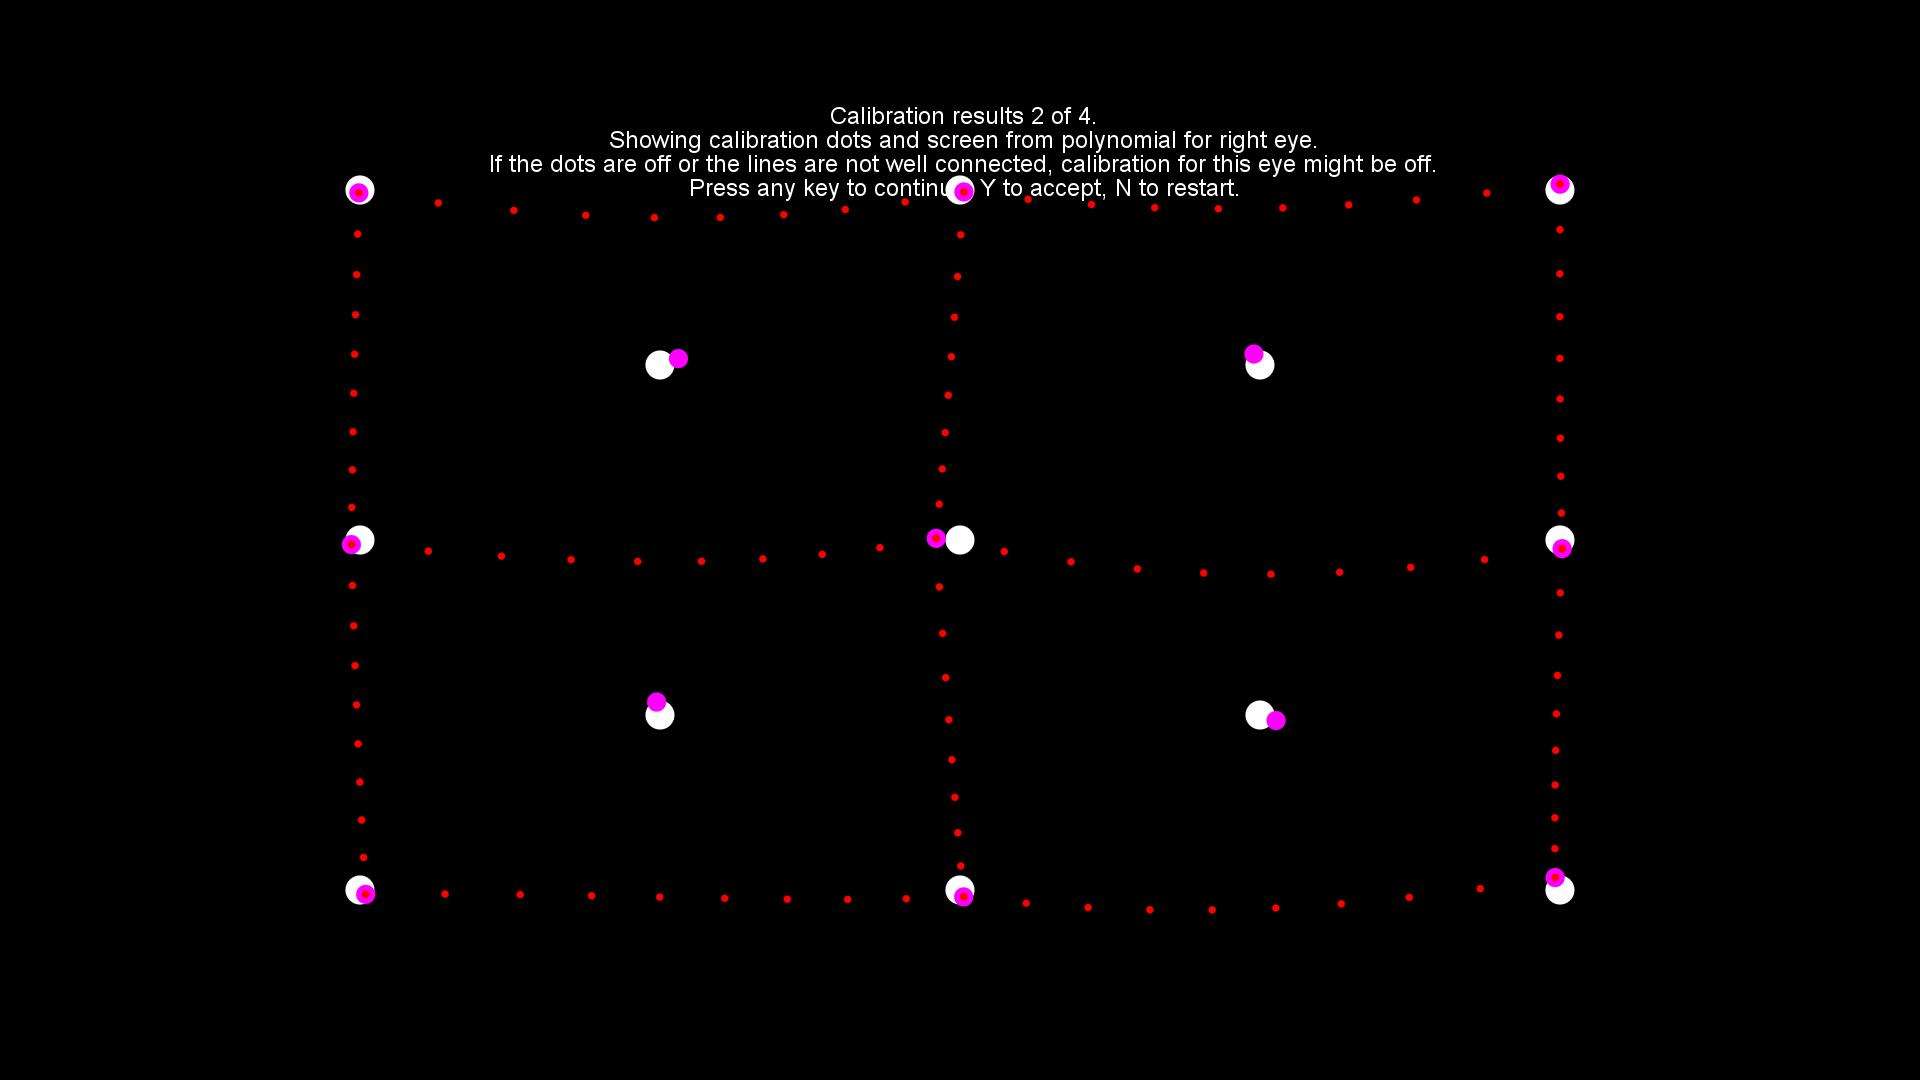 Calibration results 2 of 4.
Showing calibration dots and screen from polynomial for right eye.
If the dots are off or the lines are not well connected, calibration for this eye might be off.
Press any key to continue, Y to accept, N to restart.